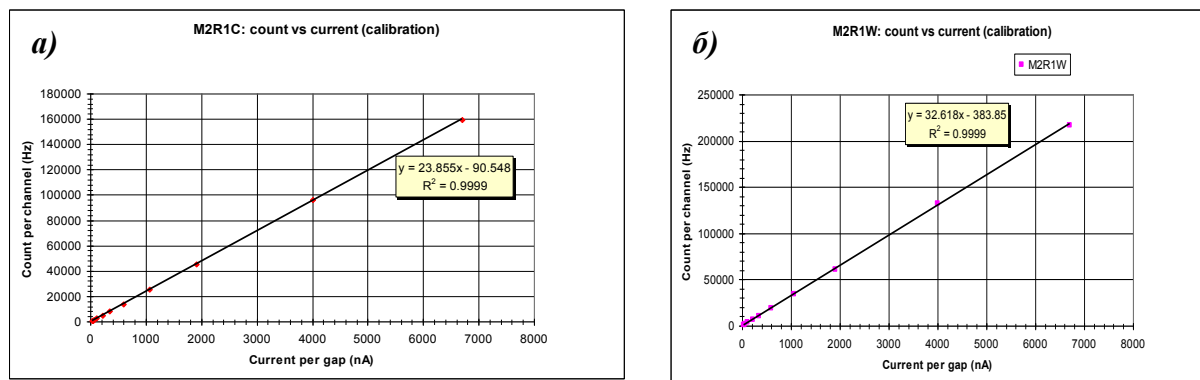 а)
M2R1C: count vs current (calibration)
Count per channel (Hz)
180000
160000
140000
120000
100000
80000
60000
40000
20000
0
y = 23.855x - 90.548
R² = 0.9999
0 1000 2000 3000 4000 5000 6000 7000 8000
Current per gap (nA)
б)
M2R1W: count vs current (calibration)
M2R1W
Count per channel (Hz)
250000
200000
150000
100000
50000
0
y = 32.618x - 383.85
R² = 0.9999
0 1000 2000 3000 4000 5000 6000 7000 8000
Current per gap (nA)